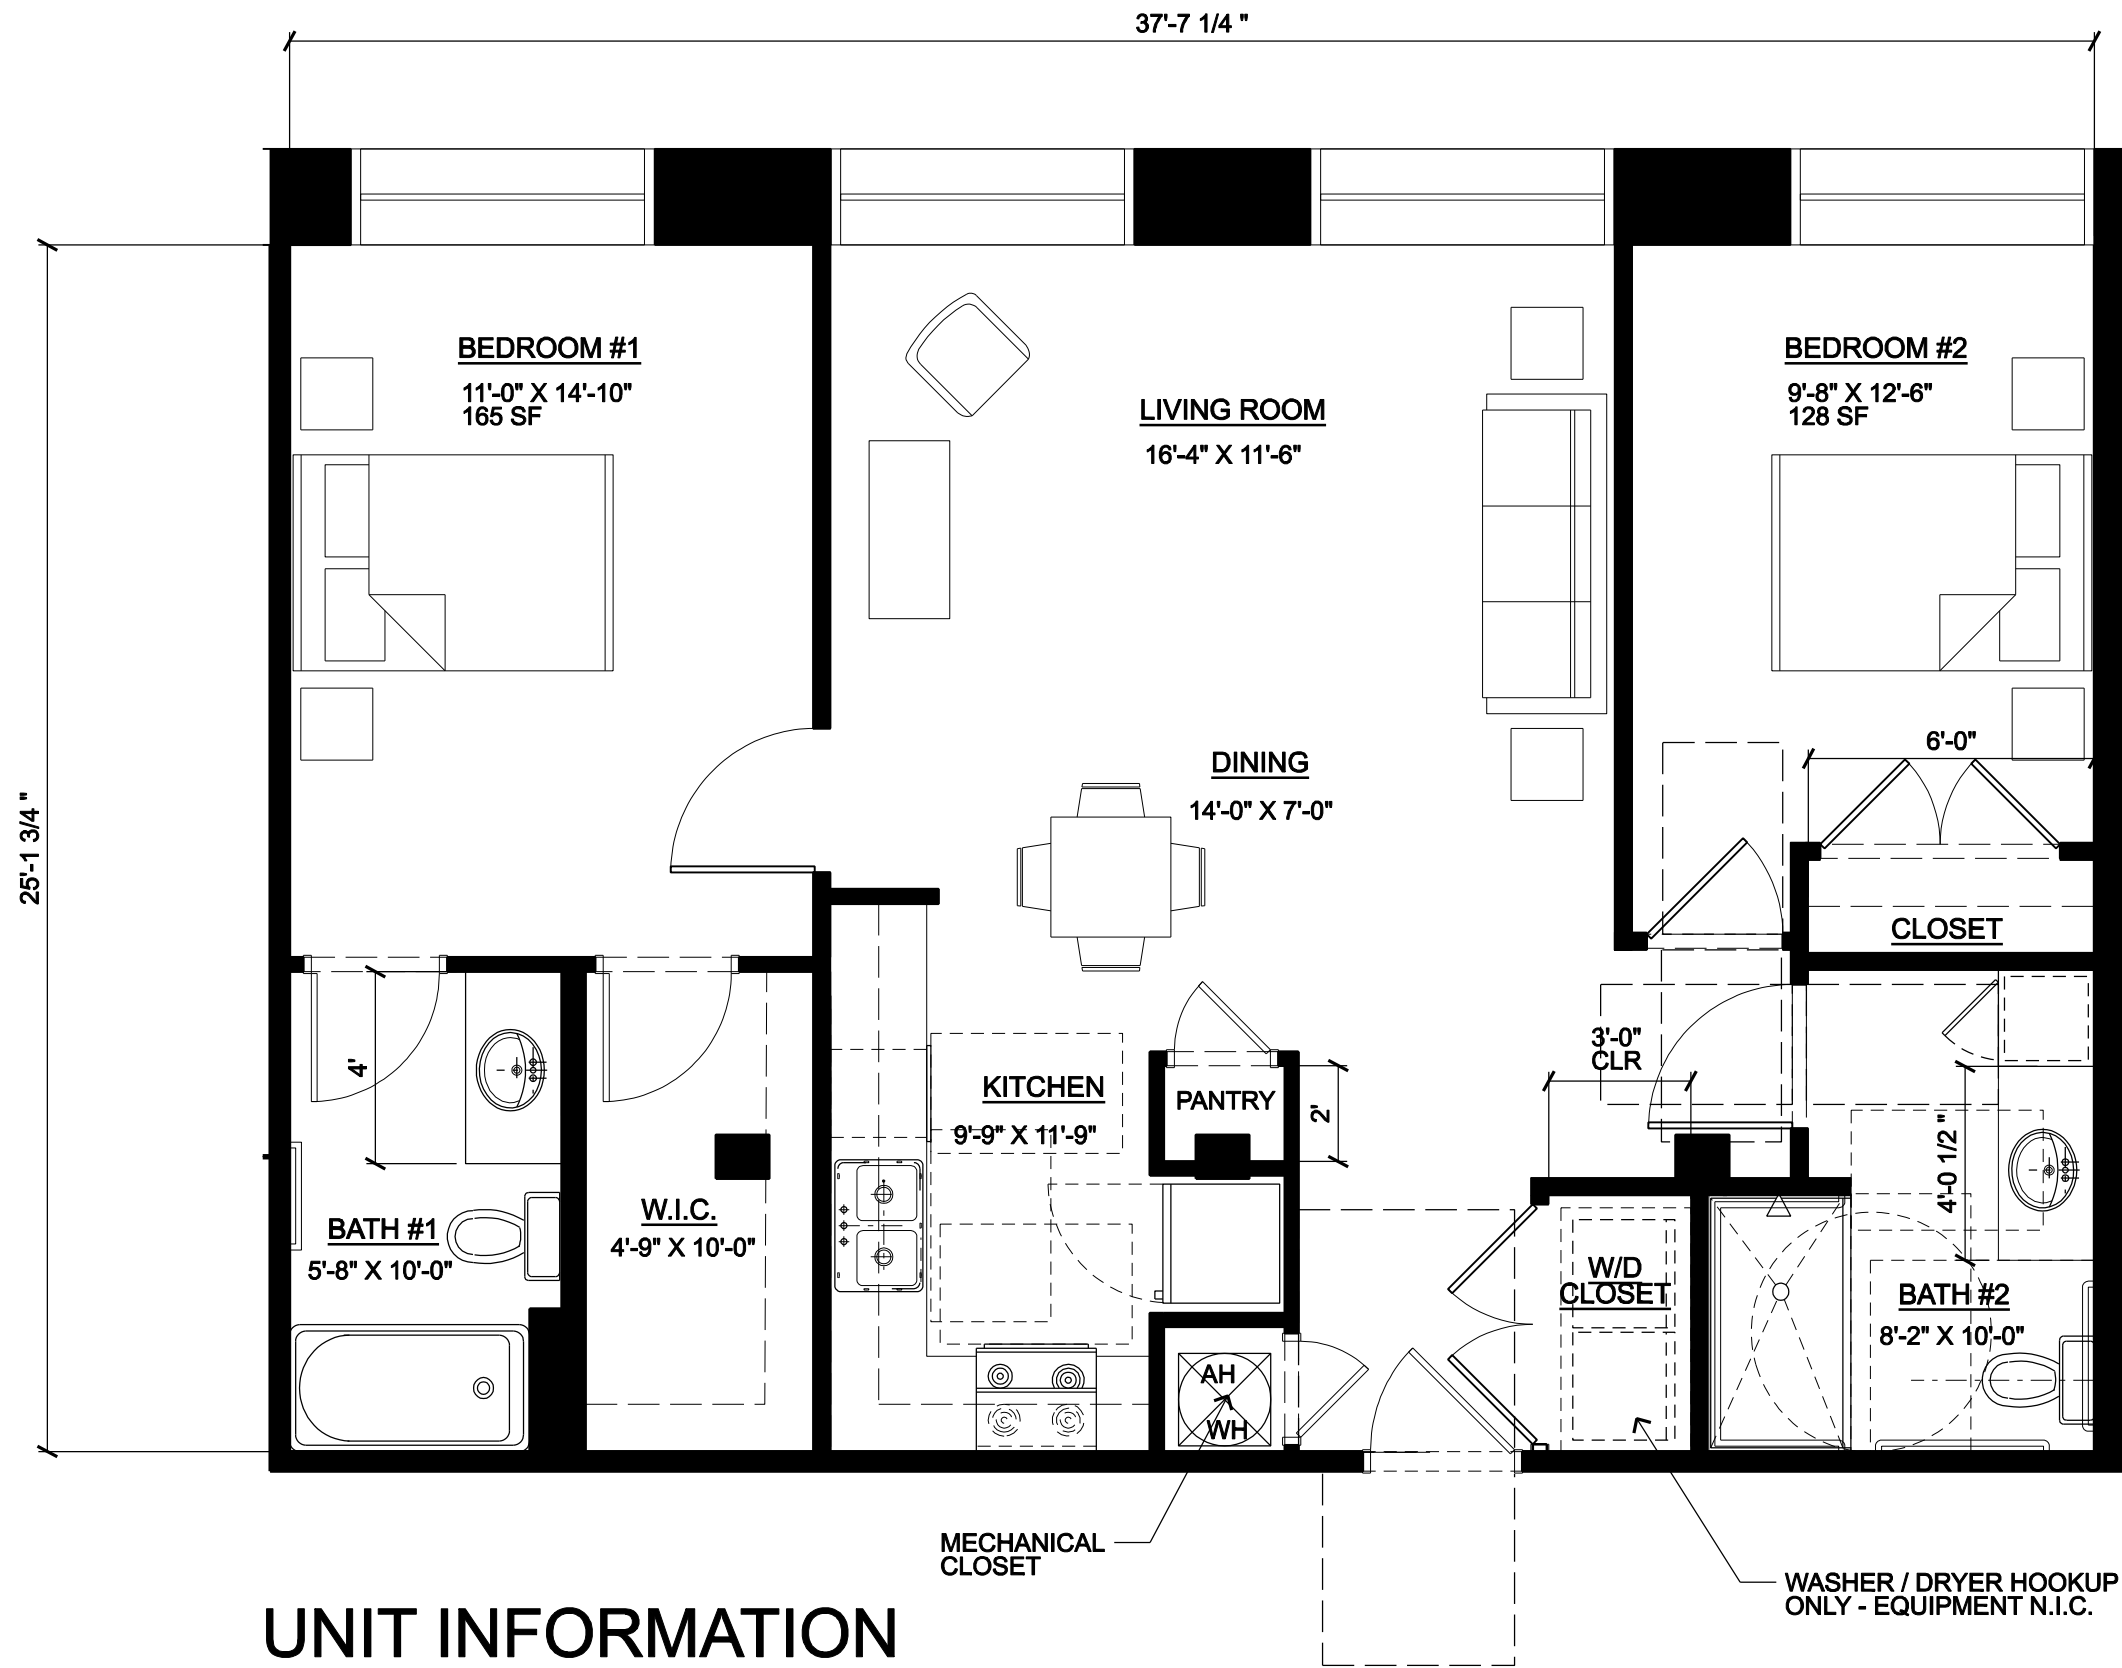 37'-7 1/4 "
25'-1 3/4 "
BEDROOM #1
11'-0" X 14'-10"
165 SF
LIVING ROOM
16'-4" X 11'-6"
BEDROOM #2
9'-8" X 12'-6"
128 SF
DINING
14'-0" X 7'-0"
6'-0"
CLOSET
4'
KITCHEN
9'-9" X 11'-9"
PANTRY
2'
3'-0"
CLR
4'-0 1/2 "
BATH #1
5'-8" X 10'-0"
W.I.C.
4'-9" X 10'-0"
W/D
CLOSET
BATH #2
8'-2" X 10'-0"
AH
WH
MECHANICAL
CLOSET
WASHER / DRYER HOOKUP
ONLY - EQUIPMENT N.I.C.
UNIT INFORMATION